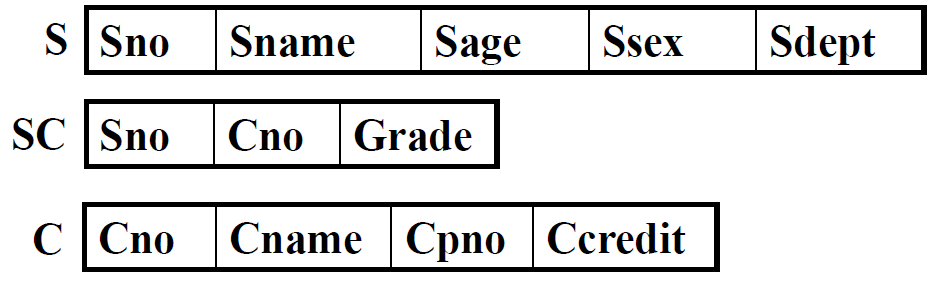 S Sno Sname Sage Ssex Sdept
SC Sno Cno Grade
C Cno Cname Cpno Ccredit